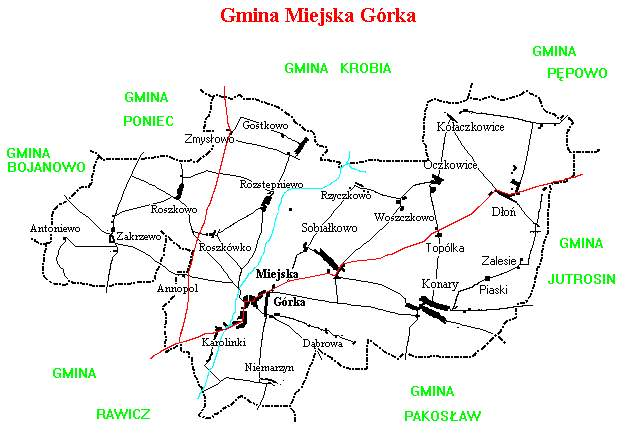 Gmina Miejska Górka
GMINA
PĘPOWO
GMINA KROBIA
GMINA
PONIEC
GMINA
BOJANOWO
Kołaczkowice
Gostkowo
Zmysłowo
Oczkowice
Rozstępniewo
Rzyczkowo
Roszkowo
Woszczkowo
Dłoń
Sobiałkowo
Antoniewo
Zakrzewo
Roszkówko
Topólka
GMINA
JUTROSIN
Zalesie
Miejska
Górka
Annopol
Konary
Piaski
Karolinki
Dąbrowa
Niemarzyn
GMINA
RAWICZ
GMINA
PAKOSŁAW